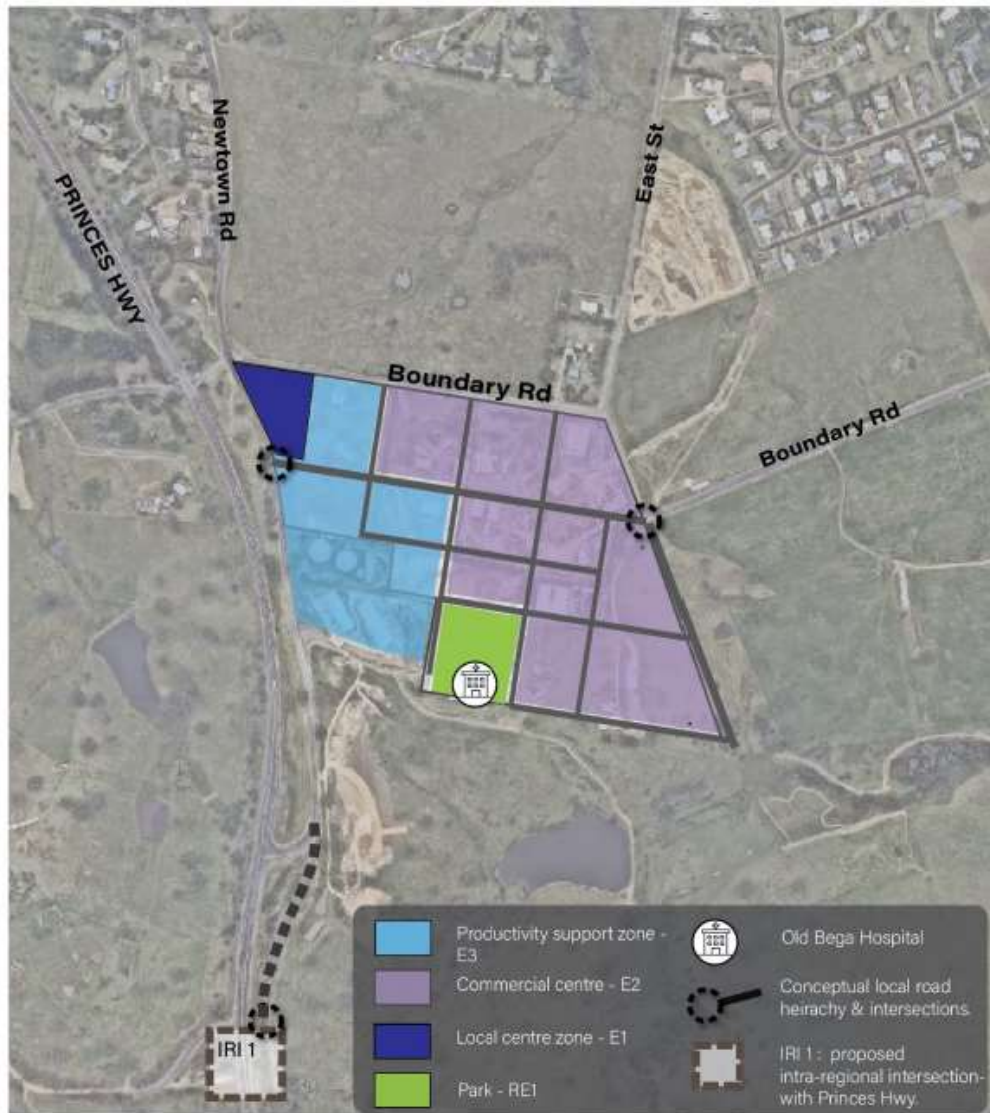 Newtown Rd
East St
PRINCES HWY
Boundary Rd
Boundary Rd
IRI 1
Productivity support zone -
E3
Commercial centre - E2
Local centre zone - E1
Park - RE1
Old Bega Hospital
Conceptual local road
heirachy & intersections.
IRI 1 : proposed
intra-regional intersection-
with Princes Hwy.